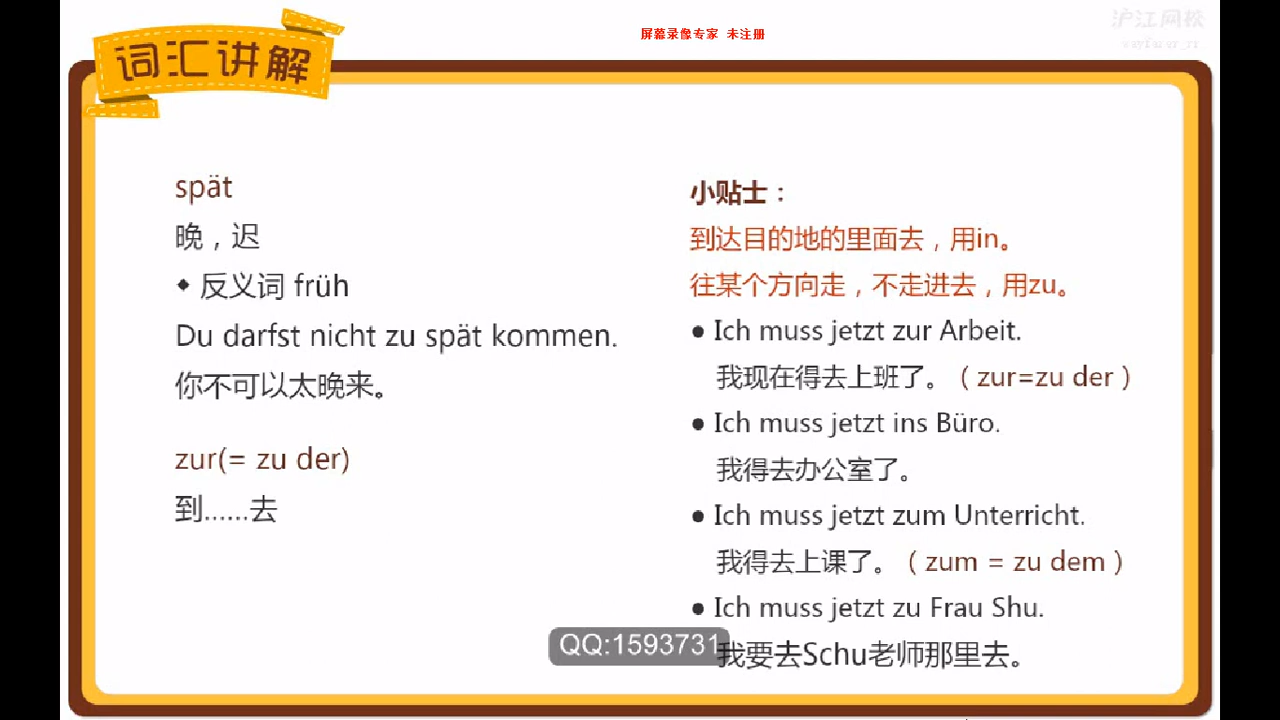 屏幕录像专家 未注册
沪江网校
词汇讲解
spät
晚，迟
◆ 反义词 früh
Du darfst nicht zu spät kommen.
你不可以太晚来。
zur(= zu der)
到……去
小贴士：
到达目的地的里面去，用in。
往某个方向走，不走进去，用zu。
● Ich muss jetzt zur Arbeit.
我现在得去上班了。（zur=zu der）
● Ich muss jetzt ins Büro.
我得去办公室了。
● Ich muss jetzt zum Unterricht.
我得去上课了。（zum = zu dem）
● Ich muss jetzt zu Frau Shu.
我要去Schu老师那里去。
QQ:1593731